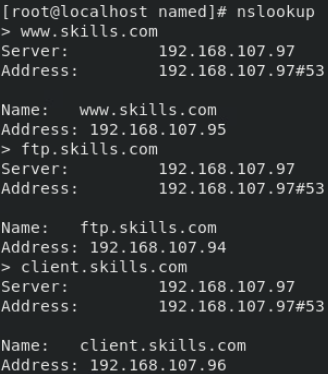 [root@localhost named]# nslookup
> www.skills.com
Server:         192.168.107.97
Address:        192.168.107.97#53

Name:   www.skills.com
Address: 192.168.107.95
> ftp.skills.com
Server:         192.168.107.97
Address:        192.168.107.97#53

Name:   ftp.skills.com
Address: 192.168.107.94
> client.skills.com
Server:         192.168.107.97
Address:        192.168.107.97#53

Name:   client.skills.com
Address: 192.168.107.96